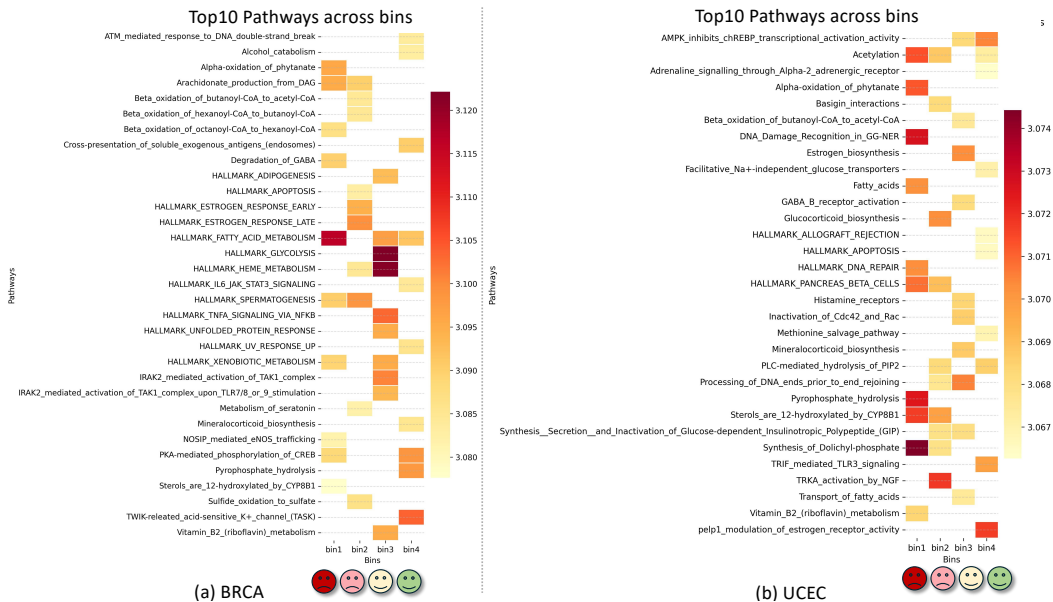 Top10 Pathways across bins
ATM_mediated_response_to_DNA_double-strand_break
Alcohol_catabolism
Alpha-oxidation_of_phytanate
Arachidonate_production_from_DAG
Beta_oxidation_of_butanoyl-CoA_to_acetyl-CoA
Beta_oxidation_of_hexanoyl-CoA_to_butanoyl-CoA
Beta_oxidation_of_octanoyl-CoA_to_hexanoyl-CoA
Cross-presentation_of_soluble_exogenous_antigens_(endosomes)
Degradation_of_GABA
HALLMARK_ADIPOGENESIS
HALLMARK_APOPTOSIS
HALLMARK_ESTROGEN_RESPONSE_EARLY
HALLMARK_ESTROGEN_RESPONSE_LATE
HALLMARK_FATTY_ACID_METABOLISM
HALLMARK_GLYCOLYSIS
HALLMARK_HEME_METABOLISM
HALLMARK_IL6_JAK_STAT3_SIGNALING
HALLMARK_SPERMATOGENESIS
HALLMARK_TNFA_SIGNALING_VIA_NFKB
HALLMARK_UNFOLDED_PROTEIN_RESPONSE
HALLMARK_UV_RESPONSE_UP
HALLMARK_XENOBIOTIC_METABOLISM
IRAK2_mediated_activation_of_TAK1_complex
IRAK2_mediated_activation_of_TAK1_complex_upon_TLR7/8_or_9_stimulation
Metabolism_of_seratonin
Mineralocorticoid_biosynthesis
NOSIP_mediated_eNOS_trafficking
PKA-mediated_phosphorylation_of_CREB
Pyrophosphate_hydrolysis
Sterols_are_12-hydroxylated_by_CYP8B1
Sulfide_oxidation_to_sulfate
TWIK-releated_acid-sensitive_K+_channel_(TASK)
Vitamin_B2_(riboflavin)_metabolism
Pathways
bin1 bin2 bin3 bin4
Bins
3.120
3.115
3.110
3.105
3.100
3.095
3.090
3.085
3.080
(a) BRCA
Top10 Pathways across bins
s
AMPK_inhibits_chREBP_transcriptional_activation_activity
Acetylation
Adrenaline_signalling_through_Alpha-2_adrenergic_receptor
Alpha-oxidation_of_phytanate
Basigin_interactions
Beta_oxidation_of_butanoyl-CoA_to_acetyl-CoA
DNA_Damage_Recognition_in_GG-NER
Estrogen_biosynthesis
Facilitative_Na+-independent_glucose_transporters
Fatty_acids
GABA_B_receptor_activation
Glucocorticoid_biosynthesis
HALLMARK_ALLOGRAFT_REJECTION
HALLMARK_APOPTOSIS
HALLMARK_DNA_REPAIR
HALLMARK_PANCREAS_BETA_CELLS
Histamine_receptors
Inactivation_of_Cdc42_and_Rac
Methionine_salvage_pathway
Mineralocorticoid_biosynthesis
PLC-mediated_hydrolysis_of_PIP2
Processing_of_DNA_ends_prior_to_end_rejoining
Pyrophosphate_hydrolysis
Sterols_are_12-hydroxylated_by_CYP8B1
Synthesis__Secretion__and_Inactivation_of_Glucose-dependent_Insulinotropic_Polypeptide_(GIP)
Synthesis_of_Dolichyl-phosphate
TRIF_mediated_TLR3_signaling
TRKA_activation_by_NGF
Transport_of_fatty_acids
Vitamin_B2_(riboflavin)_metabolism
pelp1_modulation_of_estrogen_receptor_activity
Pathways
bin1 bin2 bin3 bin4
Bins
3.074
3.073
3.072
3.071
3.070
3.069
3.068
3.067
(b) UCEC